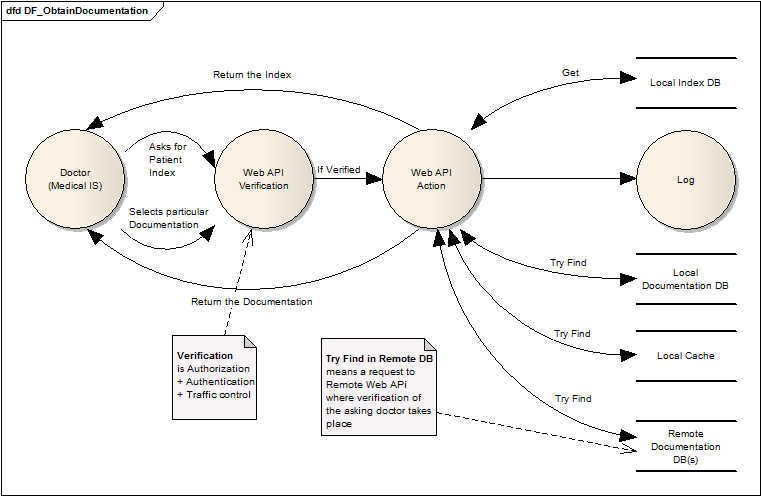 dfd DF_ObtainDocumentation
Return the Index
Get
Local Index DB
Doctor
(Medical IS)
Asks for
Patient
Index
Web API
Verification
If Verified
Web API
Action
Log
Selects particular
Documentation
Return the Documentation
Try Find
Local
Documentation DB
Try Find
Local Cache
Try Find
Remote
Documentation
DB(s)
Verification
is Authorization
+ Authentication
+ Traffic control
Try Find in Remote DB
means a request to
Remote Web APi
where verification of
the asking doctor takes
place